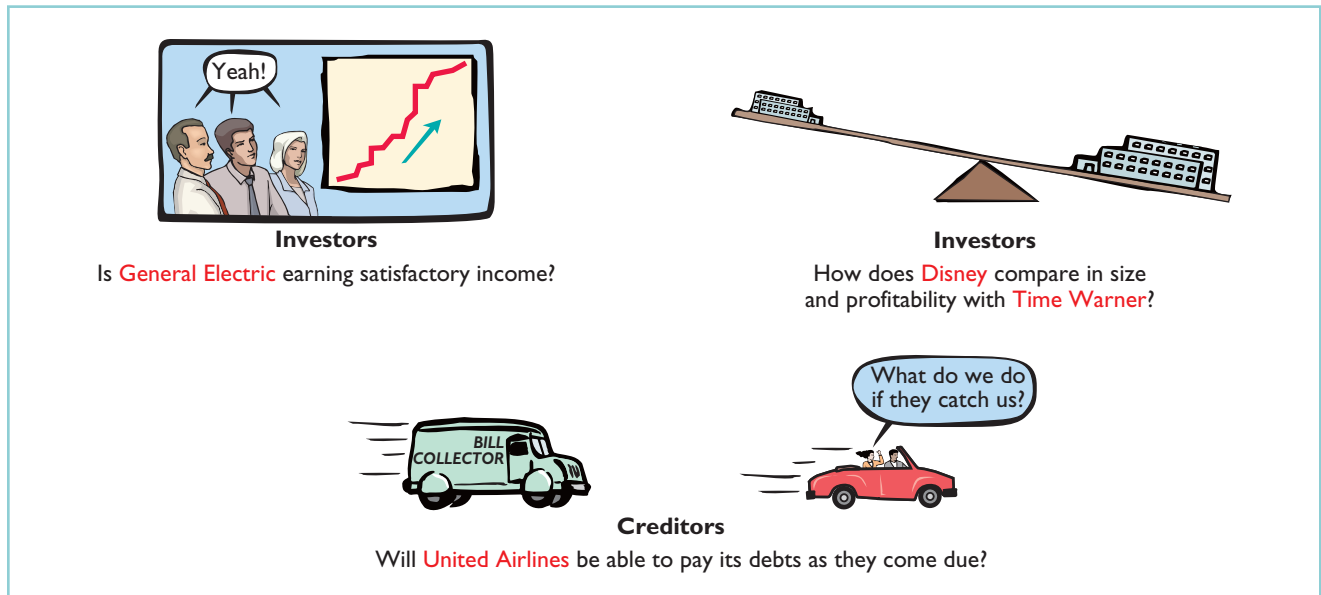 Yeah!
Investors
Is General Electric earning satisfactory income?
Investors
How does Disney compare in size
and profitability with Time Warner?
BILL
COLLECTOR
What do we do
if they catch us?
Creditors
Will United Airlines be able to pay its debts as they come due?